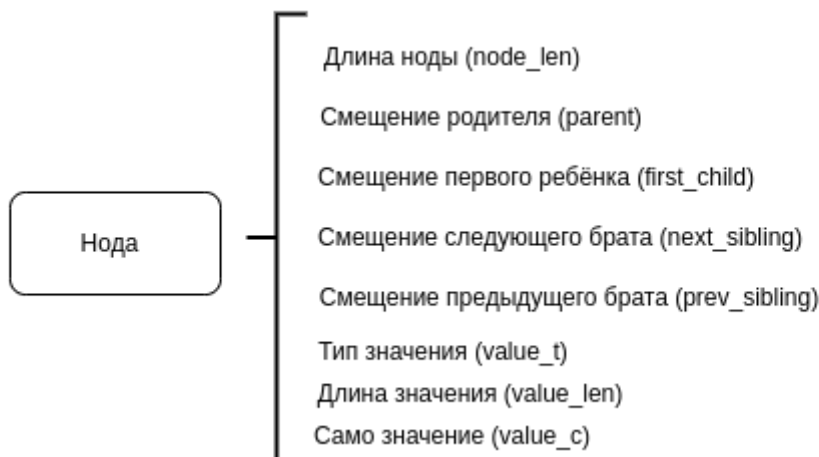 Длина ноды (node_len)
Смещение родителя (parent)
Смещение первого ребёнка (first_child)
Нода
Смещение следующего брата (next_sibling)
Смещение предыдущего брата (prev_sibling)
Тип значения (value_t)
Длина значения (value_len)
Само значение (value_c)